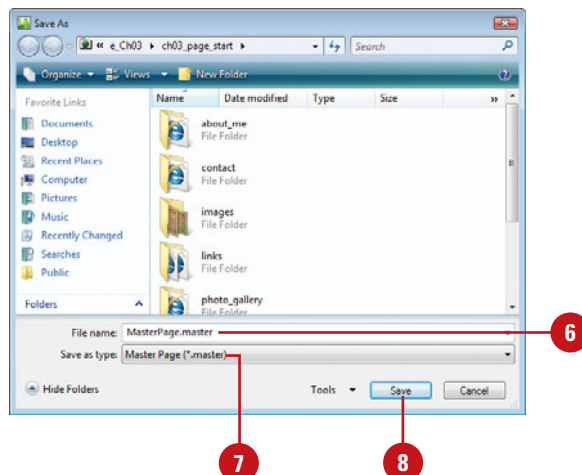 Save As
« e_Ch03 ▸ ch03_page_start ▸ Search
Organize Views New Folder
Favorite Links
Documents
Desktop
Recent Places
Computer
Pictures
Music
Recently Changed
Searches
Public
Folders
Name Date modified Type Size »
about_me
File Folder
contact
File Folder
images
File Folder
links
File Folder
photo_gallery
File Folder
File name: MasterPage.master
6
Save as type: Master Page (*.master)
Hide Folders Tools Save Cancel
7 8